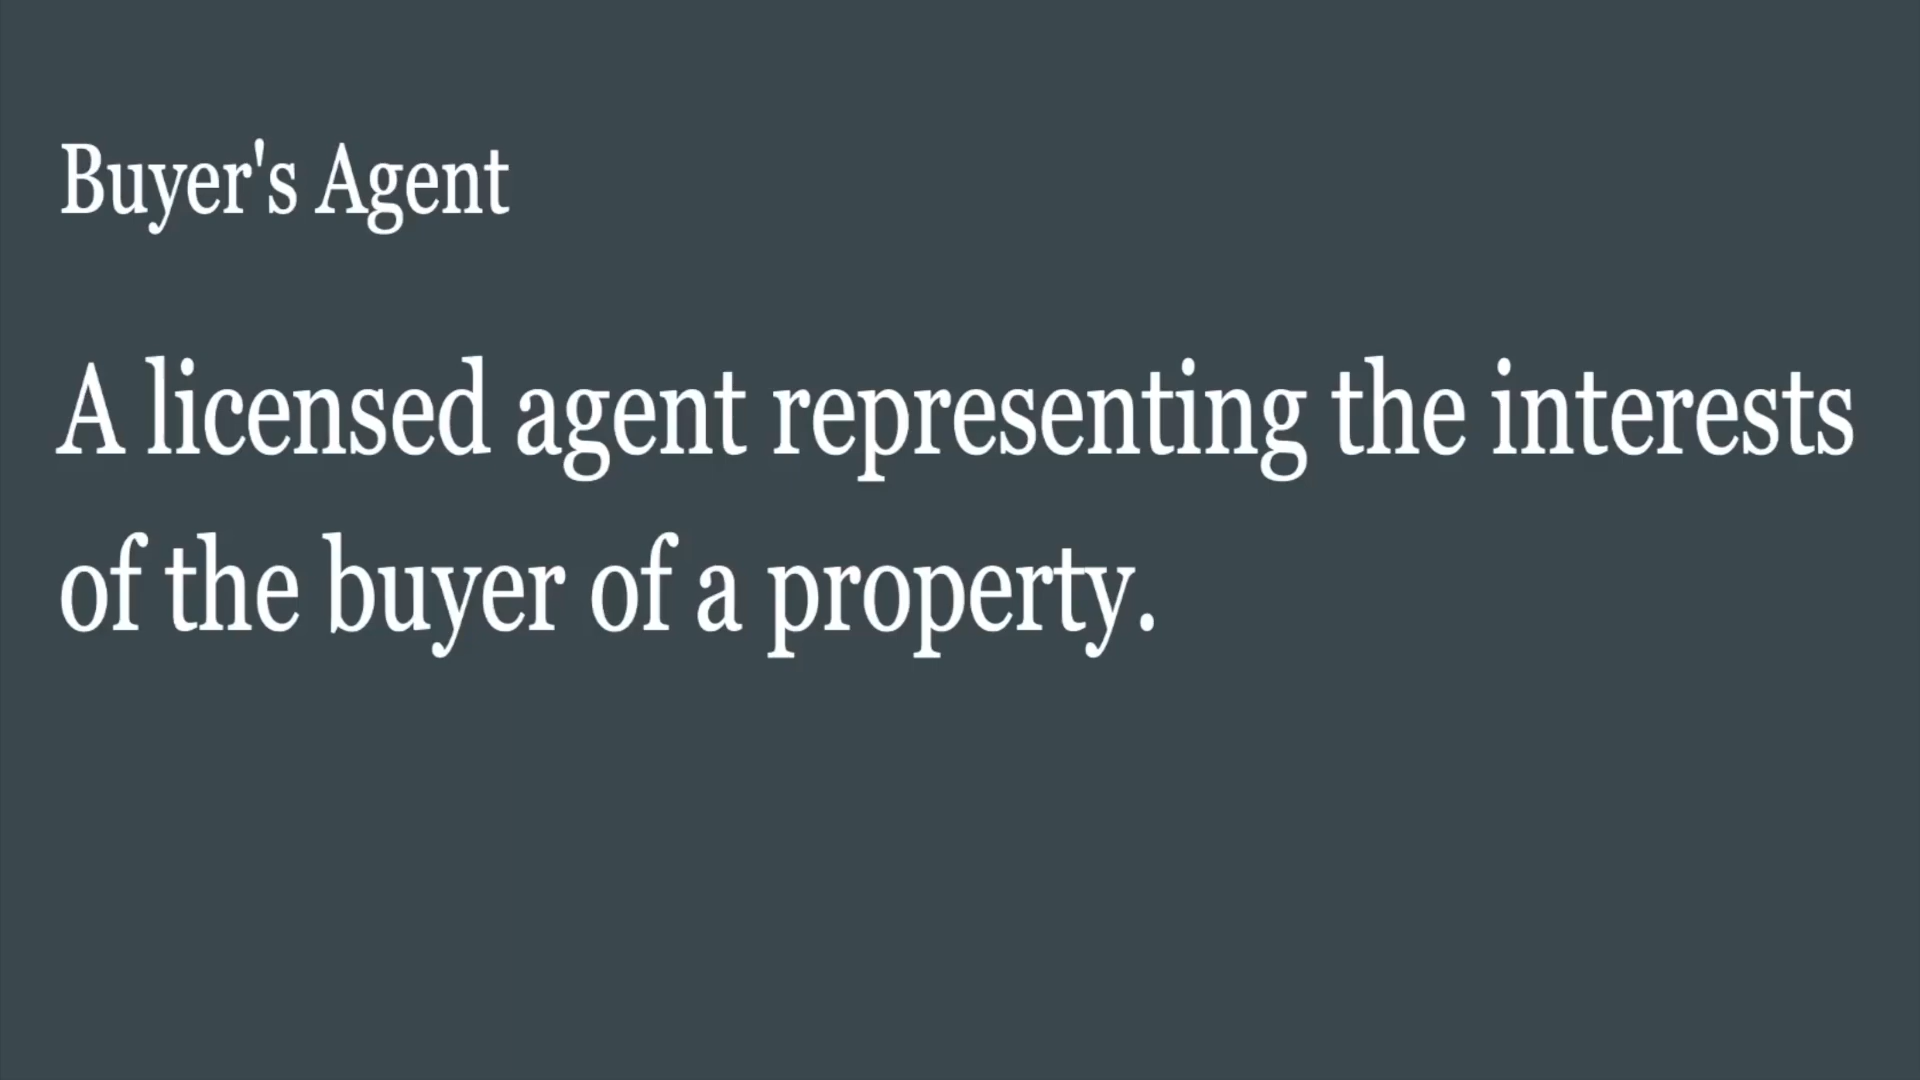 Buyer's Agent
A licensed agent representing the interests
of the buyer of a property.